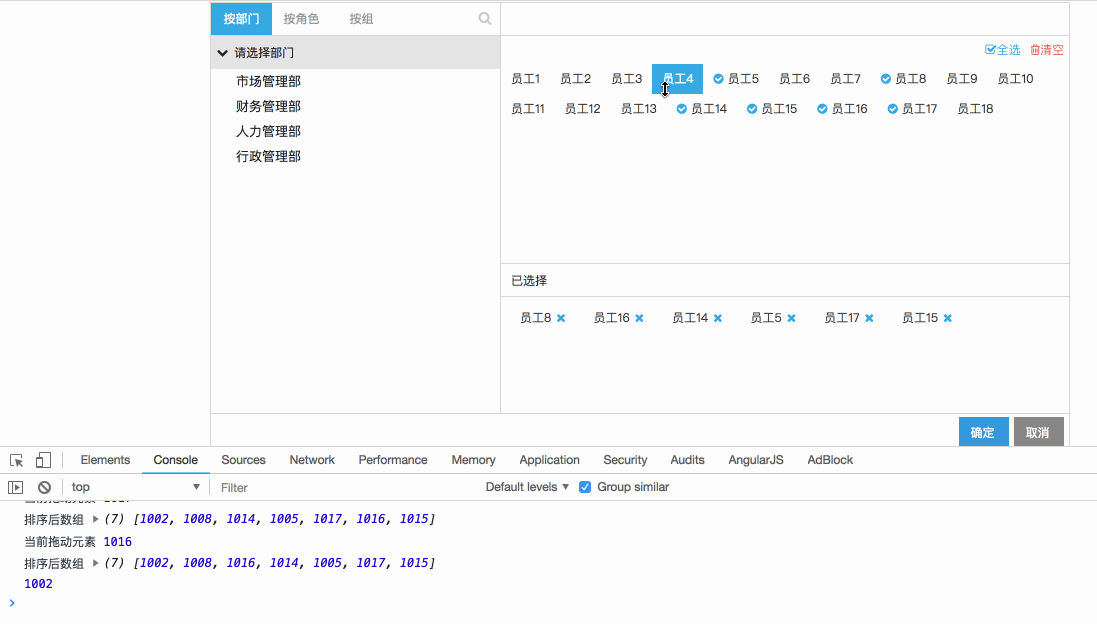 按部门 按角色 按组
请选择部门
市场管理部
财务管理部
人力管理部
行政管理部
全选 清空
员工1 员工2 员工3 员工4 员工5 员工6 员工7 员工8 员工9 员工10
员工11 员工12 员工13 员工14 员工15 员工16 员工17 员工18
已选择
员工8 员工16 员工14 员工5 员工17 员工15
确定 取消
Elements Console Sources Network Performance Memory Application Security Audits AngularJS AdBlock
top Filter Default levels Group similar
排序后数组 (7) [1002, 1008, 1014, 1005, 1017, 1016, 1015]
当前拖动元素 1016
排序后数组 (7) [1002, 1008, 1016, 1014, 1005, 1017, 1015]
1002